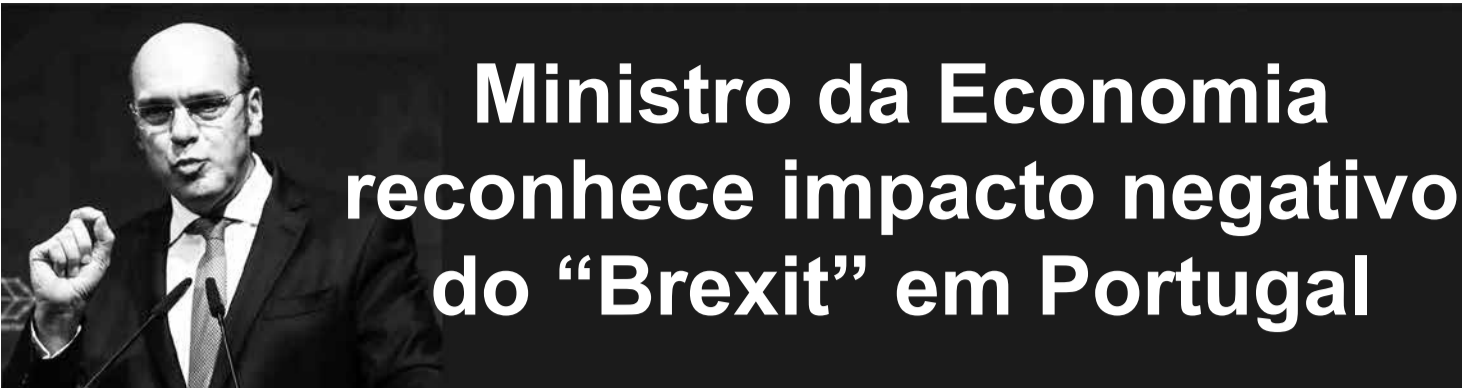 Ministro da Economia
reconhece impacto negativo
do “Brexit” em Portugal